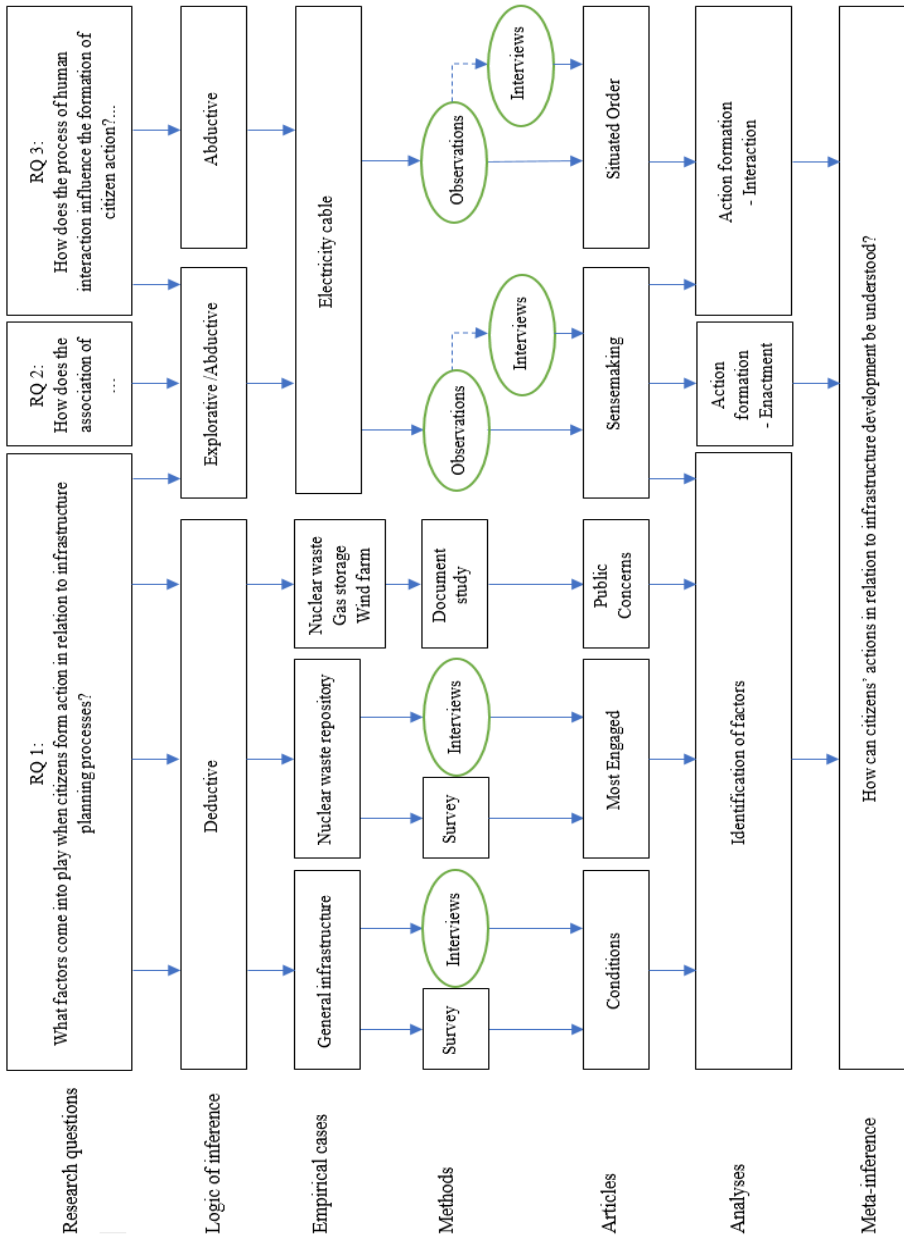 Research questions
RQ 1:
What factors come into play when citizens form action in relation to infrastructure
planning processes?
RQ 2:
How does the
association of
…
RQ 3:
How does the process of human
interaction influence the formation of
citizen action?...
Logic of inference
Deductive
Explorative /Abductive
Abductive
Empirical cases
General infrastructure
Nuclear waste repository
Nuclear waste
Gas storage
Wind farm
Electricity cable
Methods
Survey
Interviews
Survey
Interviews
Document
study
Observations
Interviews
Observations
Interviews
Articles
Conditions
Most Engaged
Public
Concerns
Sensemaking
Situated Order
Analyses
Identification of factors
Action
formation
- Enactment
Action formation
- Interaction
Meta-inference
How can citizens’ actions in relation to infrastructure development be understood?